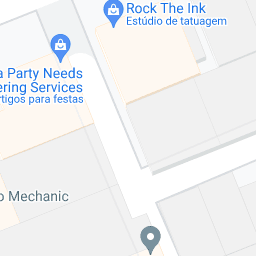 Rock The Ink
Estúdio de tatuagem
Party Needs
ering Services
rtigos para festas
Mechanic